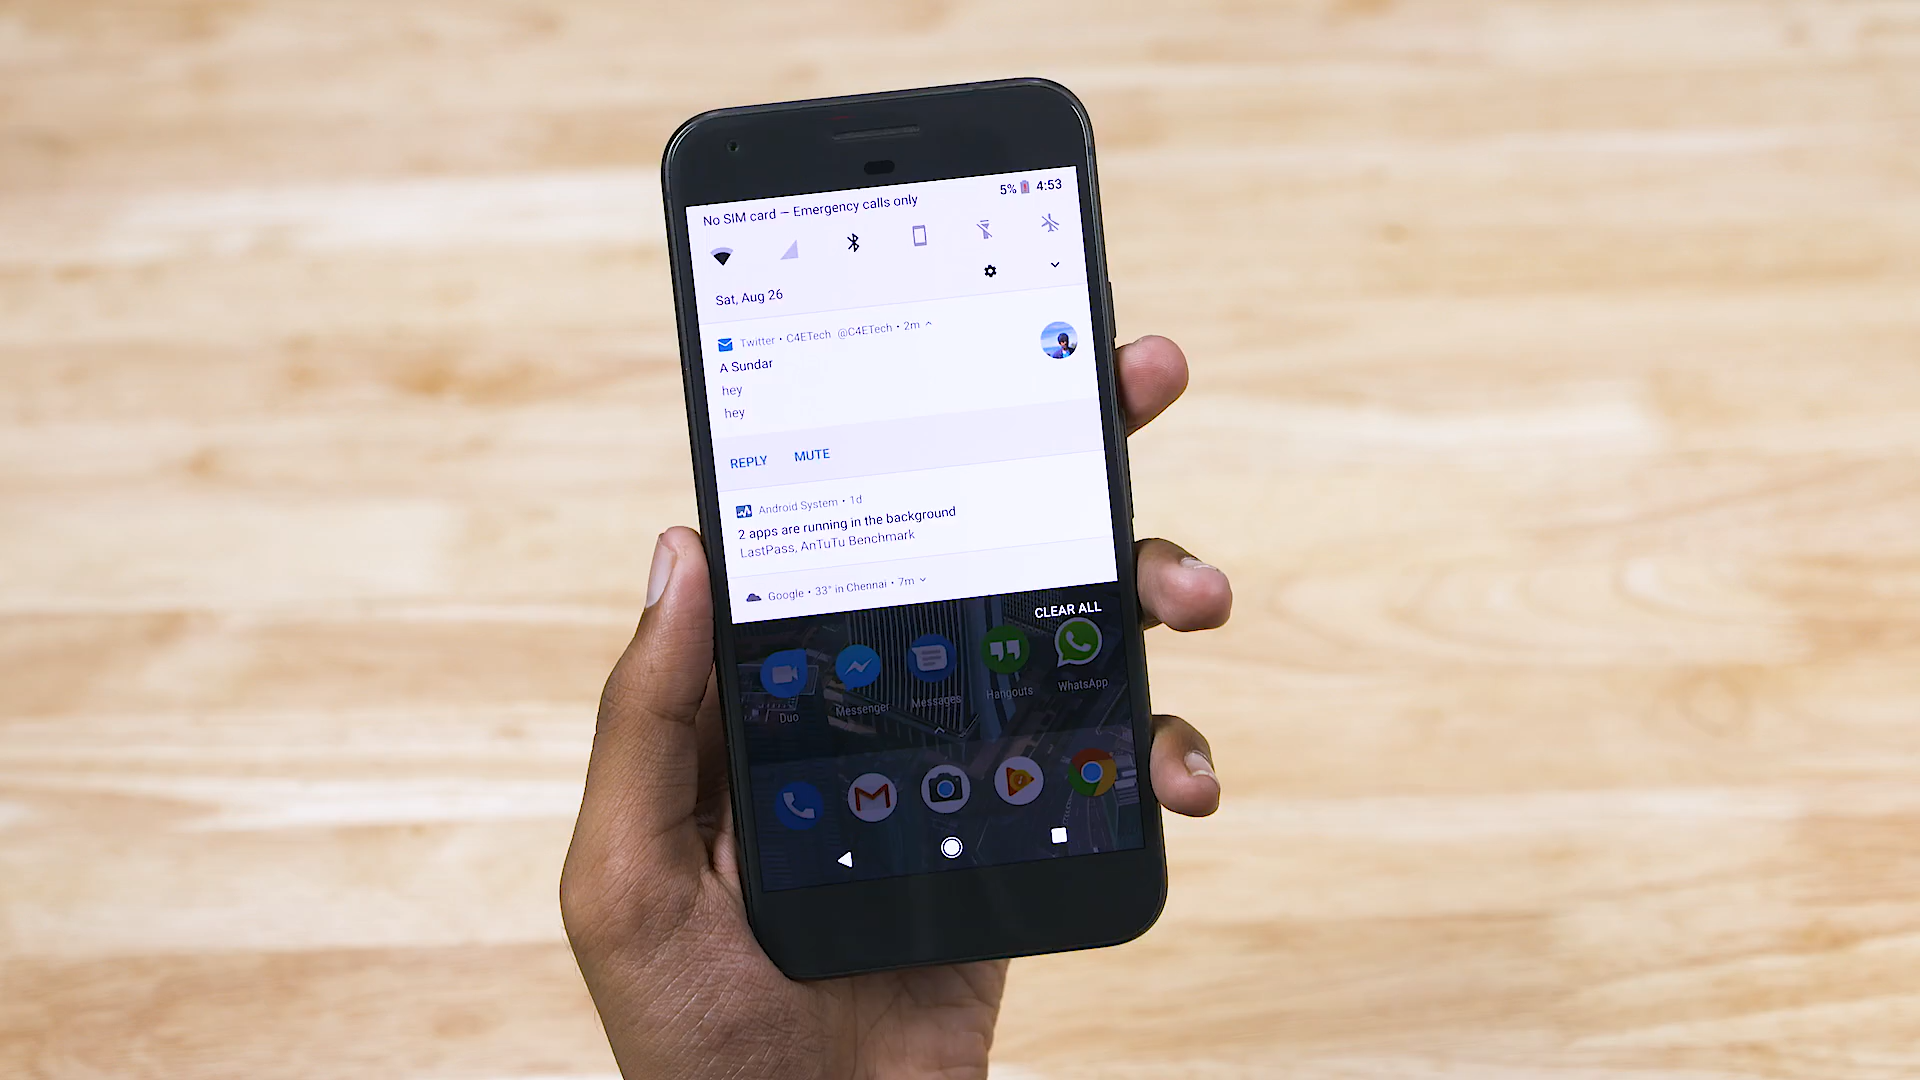 No SIM card – Emergency calls only
5% 4:53
Sat, Aug 26
Twitter • C4ETech @C4ETech • 2m
A Sundar
hey
hey
REPLY MUTE
Android System • 1d
2 apps are running in the background
LastPass, AnTuTu Benchmark
Google • 33° in Chennai • 7m
CLEAR ALL
Duo Messenger Messages Hangouts WhatsApp